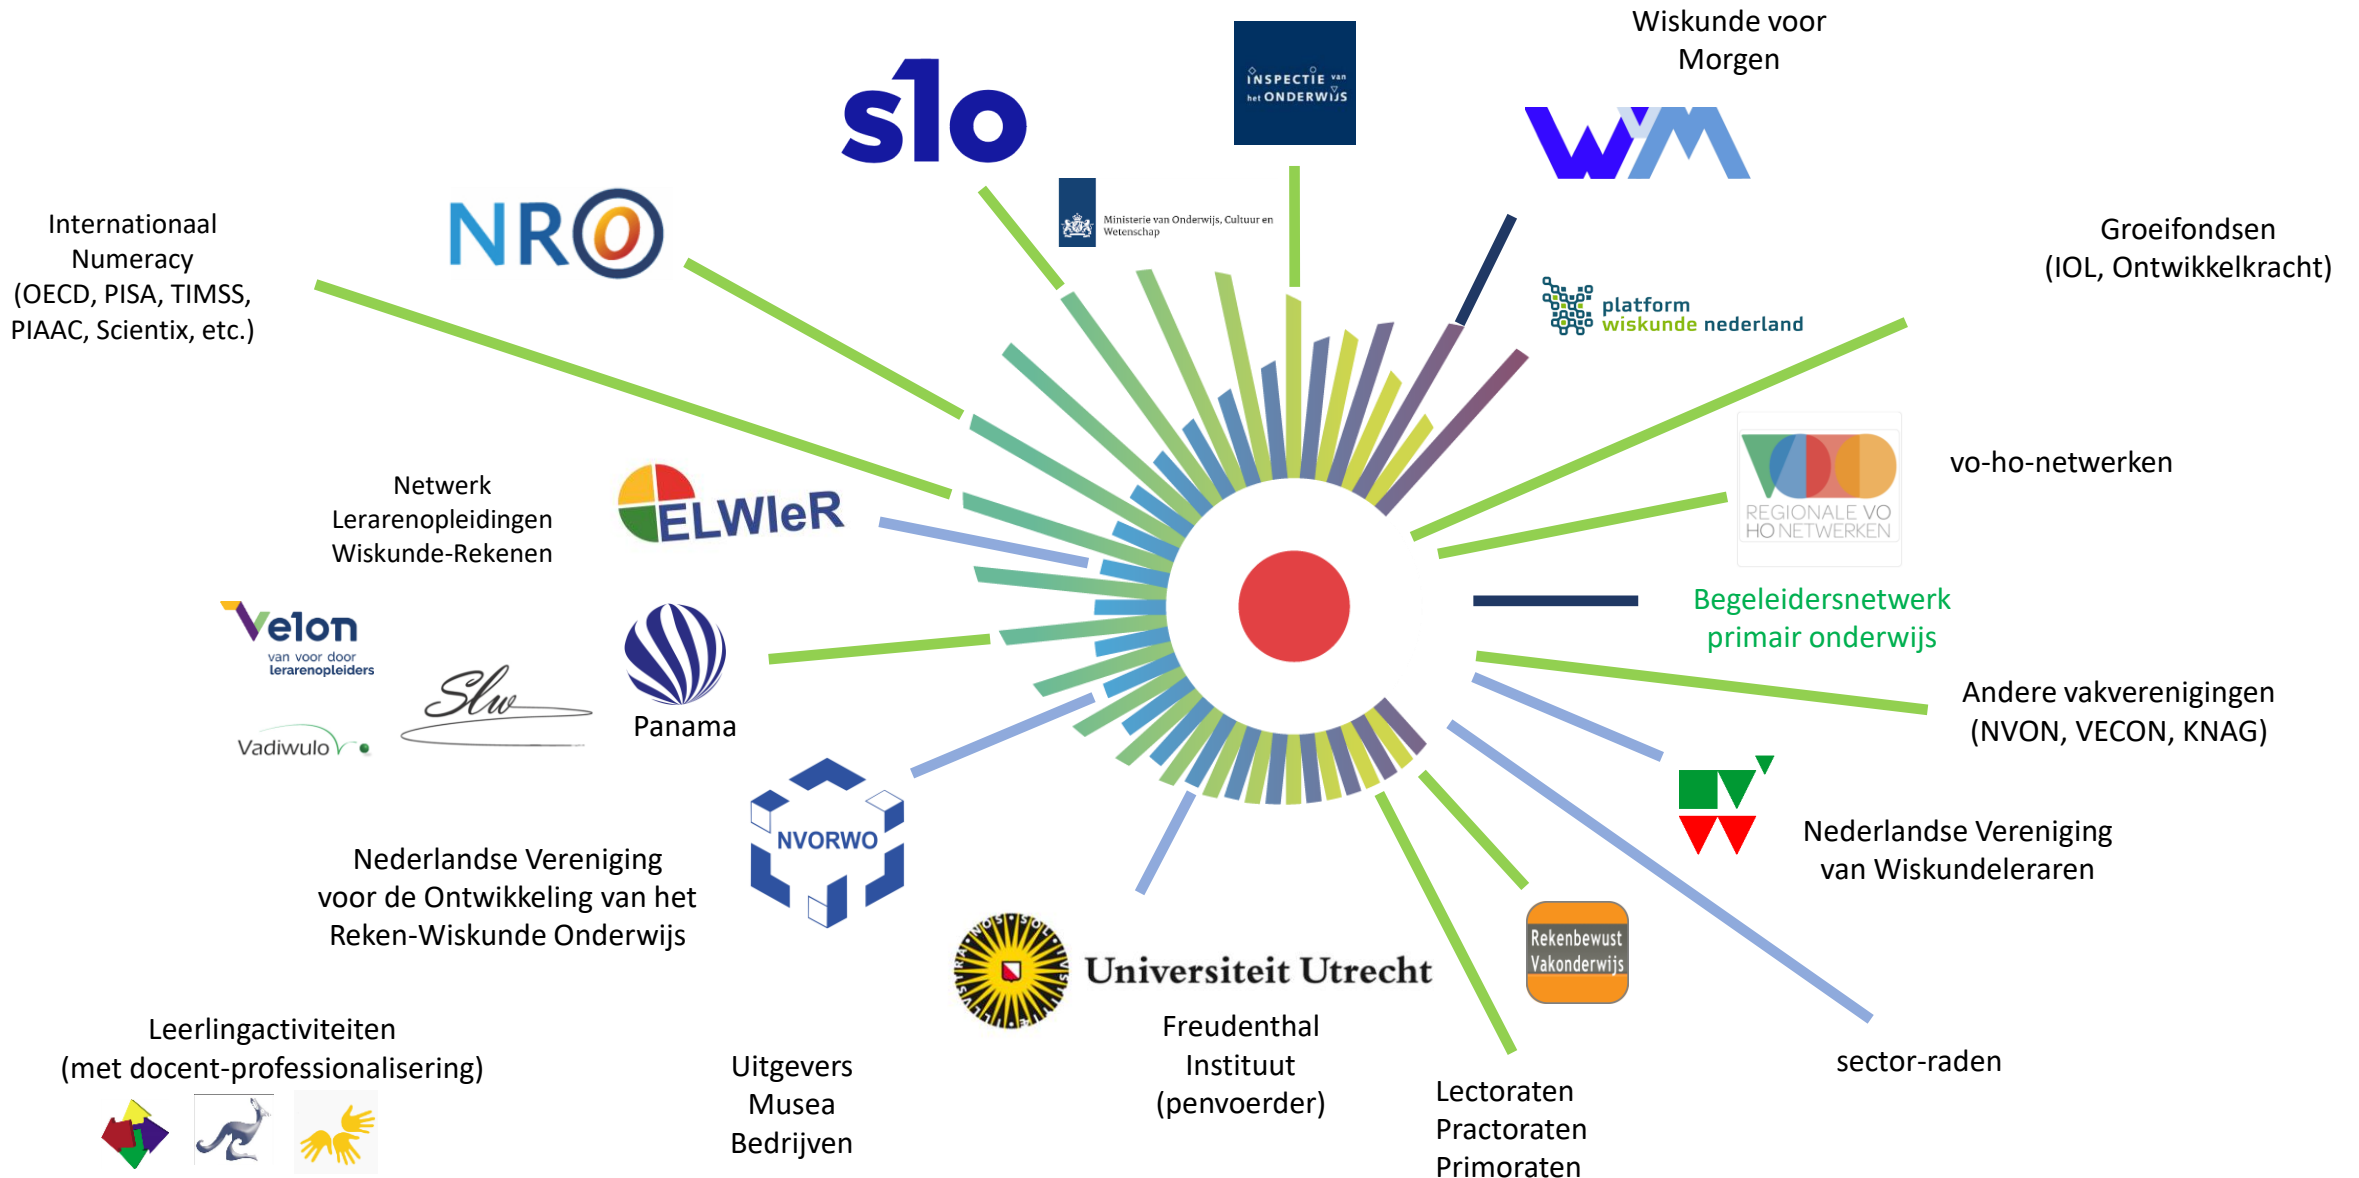 Wiskunde voor
Morgen
slo
INSPECTIE van
het ONDERWIJS
WvM
Ministerie van Onderwijs, Cultuur en
Wetenschap
NRO
Internationaal
Numeracy
(OECD, PISA, TIMSS,
PIAAC, Scientix, etc.)
Groeifondsen
(IOL, Ontwikkelkracht)
platform
wiskunde nederland
REGIONALE VO
HO NETWERKEN
vo-ho-netwerken
Netwerk
Lerarenopleidingen
Wiskunde-Rekenen
ELWIeR
Begeleidersnetwerk
primair onderwijs
Velon
van voor door
lerarenopleiders
Slw
Vadiwulo
Panama
Andere vakverenigingen
(NVON, VECON, KNAG)
NVORWO
Nederlandse Vereniging
voor de Ontwikkeling van het
Reken-Wiskunde Onderwijs
Nederlandse Vereniging
van Wiskundeleraren
Rekenbewust
Vakonderwijs
Universiteit Utrecht
Freudenthal
Instituut
(penvoerder)
Leerlingactiviteiten
(met docent-professionalisering)
Uitgevers
Musea
Bedrijven
Lectoraten
Practoraten
Primoraten
sector-raden